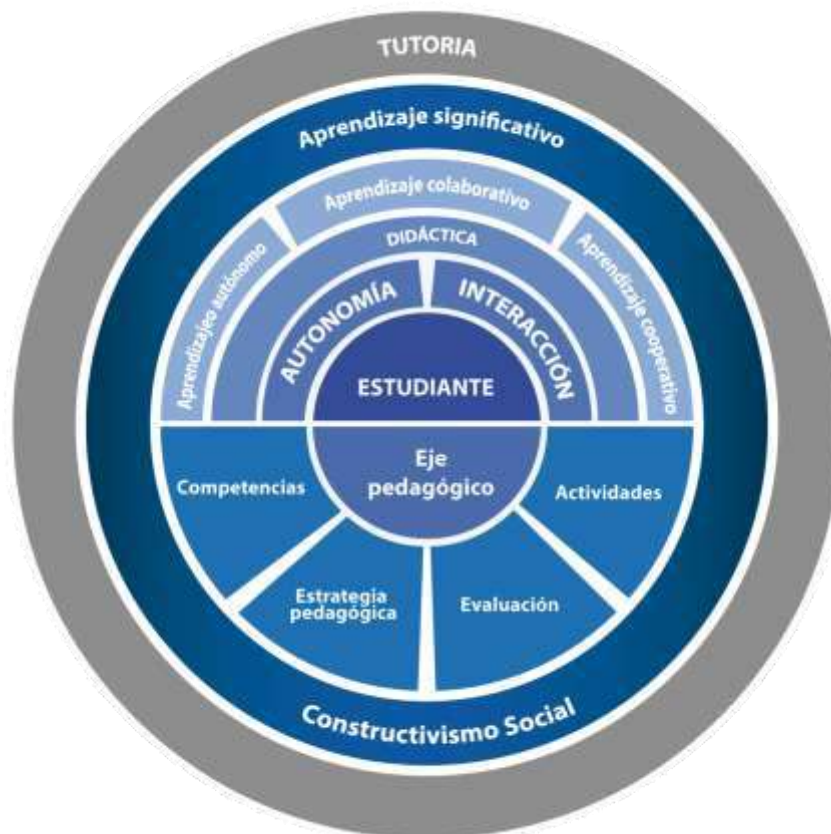 TUTORIA
Aprendizaje significativo
Aprendizaje colaborativo
Aprendizajeo autónomo
Aprendizaje cooperativo
DIDÁCTICA
AUTONOMÍA
INTERACCIÓN
ESTUDIANTE
Eje
pedagógico
Competencias
Actividades
Estrategia
pedagógica
Evaluación
Constructivismo Social